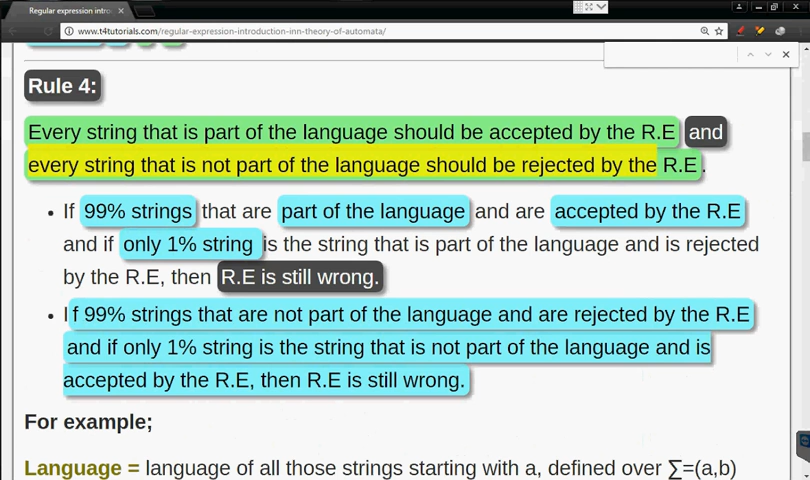 Regular expression intro
www.t4tutorials.com/regular-expression-introduction-inn-theory-of-automata/
Rule 4:
Every string that is part of the language should be accepted by the R.E and
every string that is not part of the language should be rejected by the R.E.
• If 99% strings that are part of the language and are accepted by the R.E
and if only 1% string is the string that is part of the language and is rejected
by the R.E, then R.E is still wrong.
• If 99% strings that are not part of the language and are rejected by the R.E
and if only 1% string is the string that is not part of the language and is
accepted by the R.E, then R.E is still wrong.
For example;
Language = language of all those strings starting with a, defined over ∑=(a,b)